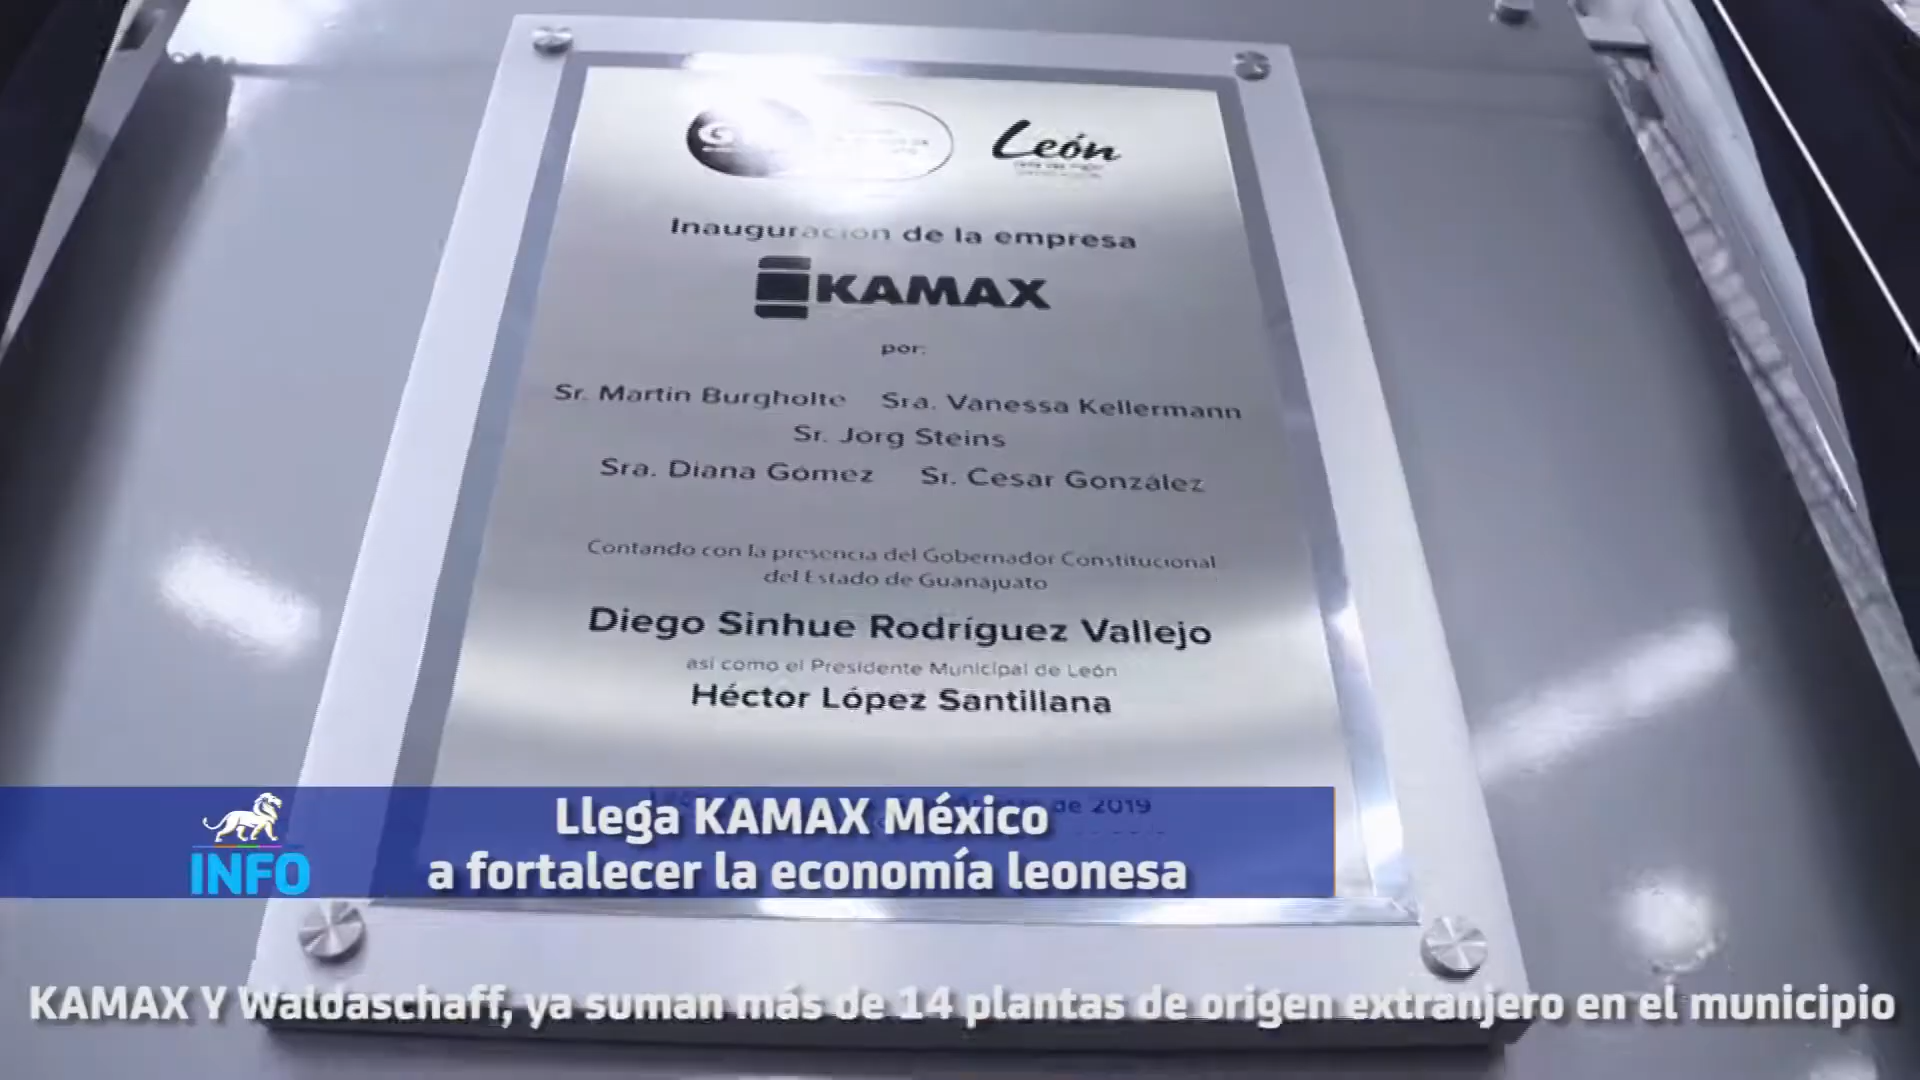 León
Inauguración de la empresa
KAMAX
por:
Sr. Martin Burgholte Sra. Vanessa Kellermann
Sr. Jörg Steins
Sra. Diana Gómez Sr. Cesar González
Contando con la presencia del Gobernador Constitucional
del Estado de Guanajuato
Diego Sinhue Rodríguez Vallejo
así como el Presidente Municipal de León
Héctor López Santillana
de 2019
INFO
Llega KAMAX México
a fortalecer la economía leonesa
KAMAX Y Waldaschaff, ya suman más de 14 plantas de origen extranjero en el municipio